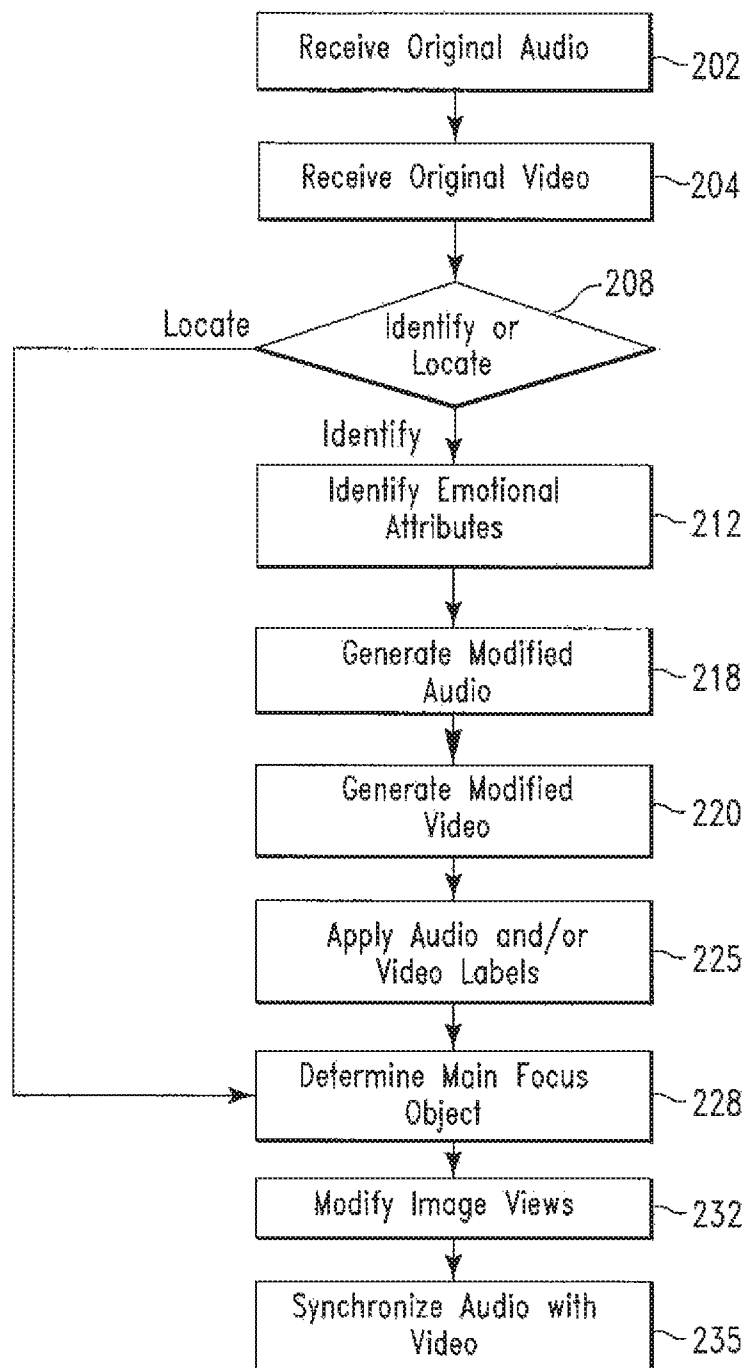 Receive Original Audio
202
Receive Original Video
204
208
Locate
Identify or
Locate
Identify
Identify Emotional
Attributes
212
Generate Modified
Audio
218
Generate Modified
Video
220
Apply Audio and/or
Video Labels
225
Determine Main Focus
Object
228
Modify Image Views
232
Synchronize Audio with
Video
235